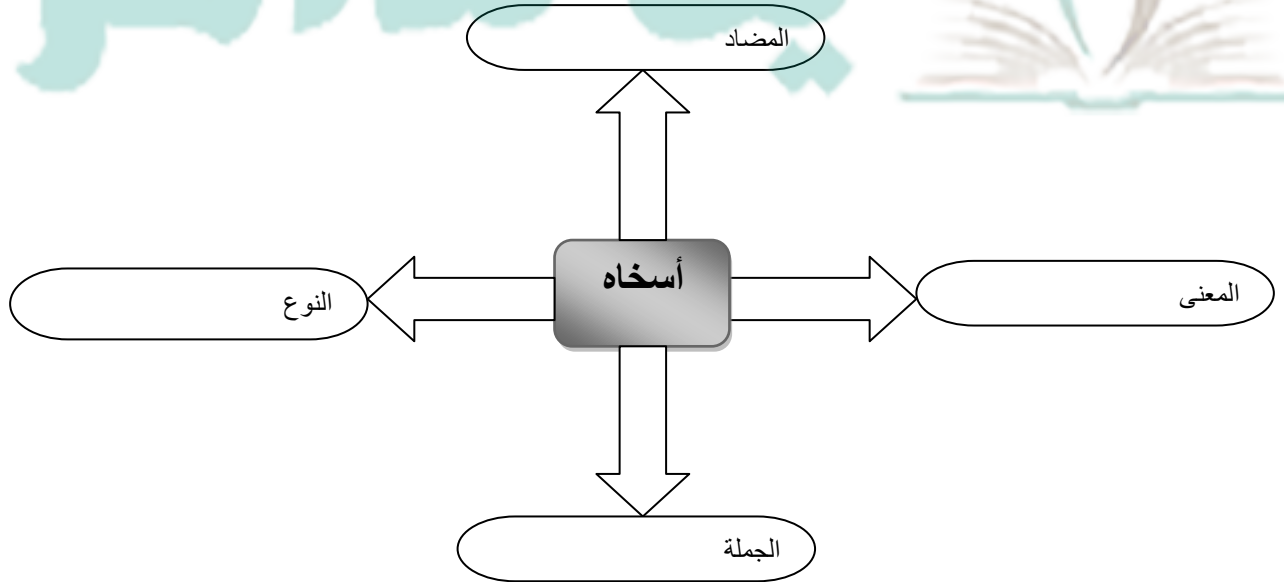 المضاد
أسخاه
المعنى
النوع
الجملة